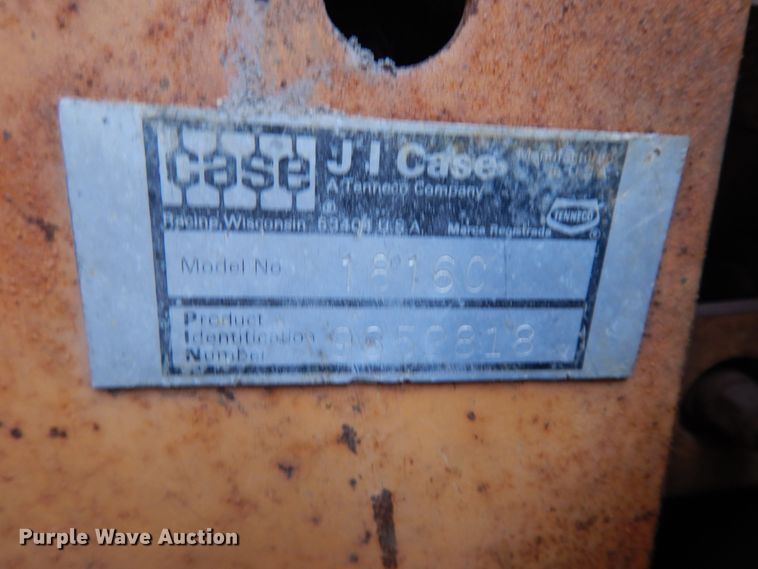 case
J I Case
A Tenneco Company
Manufacturer
®
Racine, Wisconsin 53404 U.S.A.
Marca Registrada
TENNECO
®
Model No. 1816C
Product
Identification
Number 9850818
Purple Wave Auction